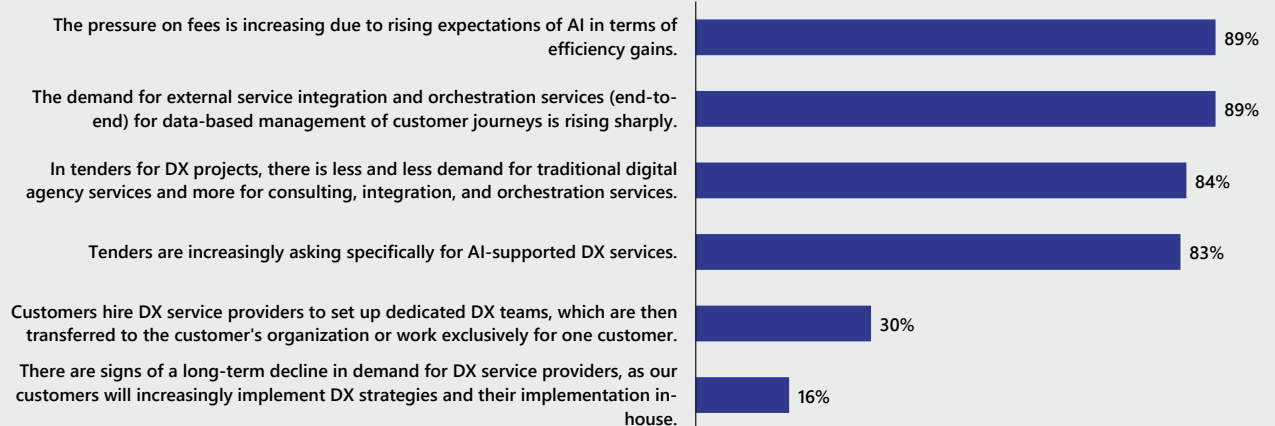 The pressure on fees is increasing due to rising expectations of AI in terms of
efficiency gains.
89%
The demand for external service integration and orchestration services (end-to-
end) for data-based management of customer journeys is rising sharply.
89%
In tenders for DX projects, there is less and less demand for traditional digital
agency services and more for consulting, integration, and orchestration services.
84%
Tenders are increasingly asking specifically for AI-supported DX services.
83%
Customers hire DX service providers to set up dedicated DX teams, which are then
transferred to the customer's organization or work exclusively for one customer.
30%
There are signs of a long-term decline in demand for DX service providers, as our
customers will increasingly implement DX strategies and their implementation in-
house.
16%